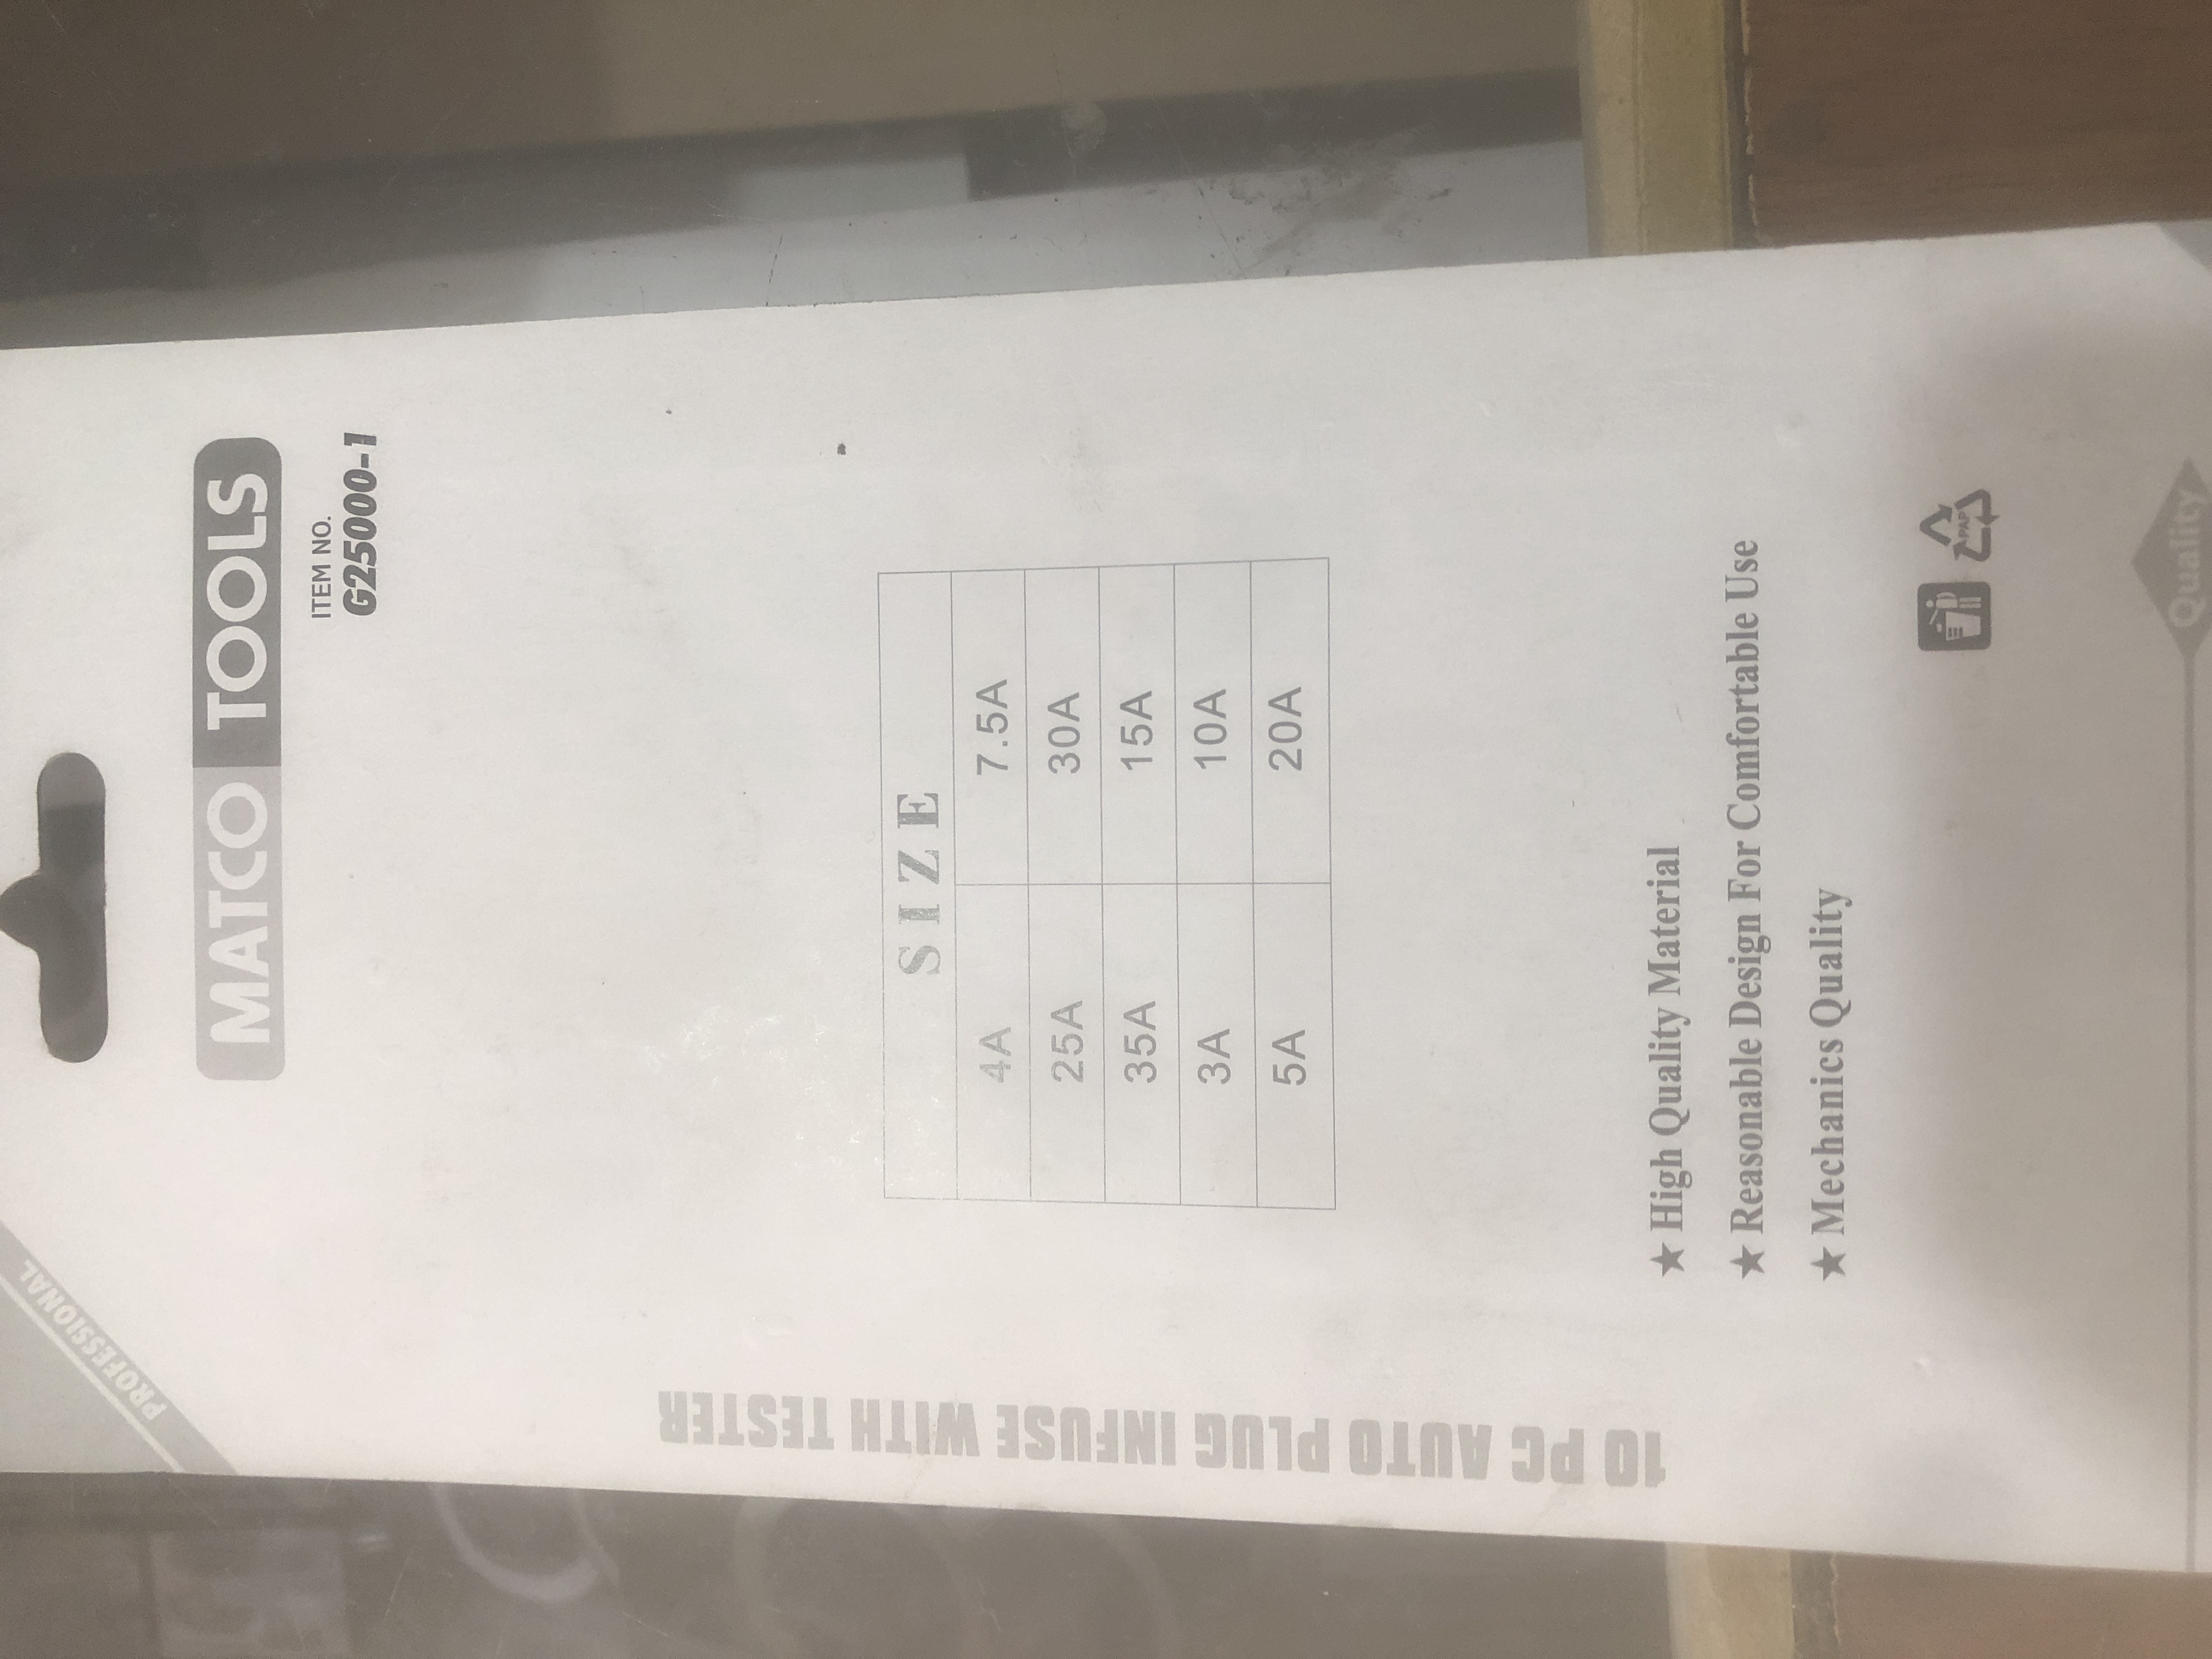 PROFESSIONAL
MATCO TOOLS
ITEM NO.
G25000-1
10 PC AUTO PLUG INFUSE WITH TESTER
SIZE
4A 7.5A
25A 30A
35A 15A
3A 10A
5A 20A
★ High Quality Material
★ Reasonable Design For Comfortable Use
★ Mechanics Quality
PAP
Quality